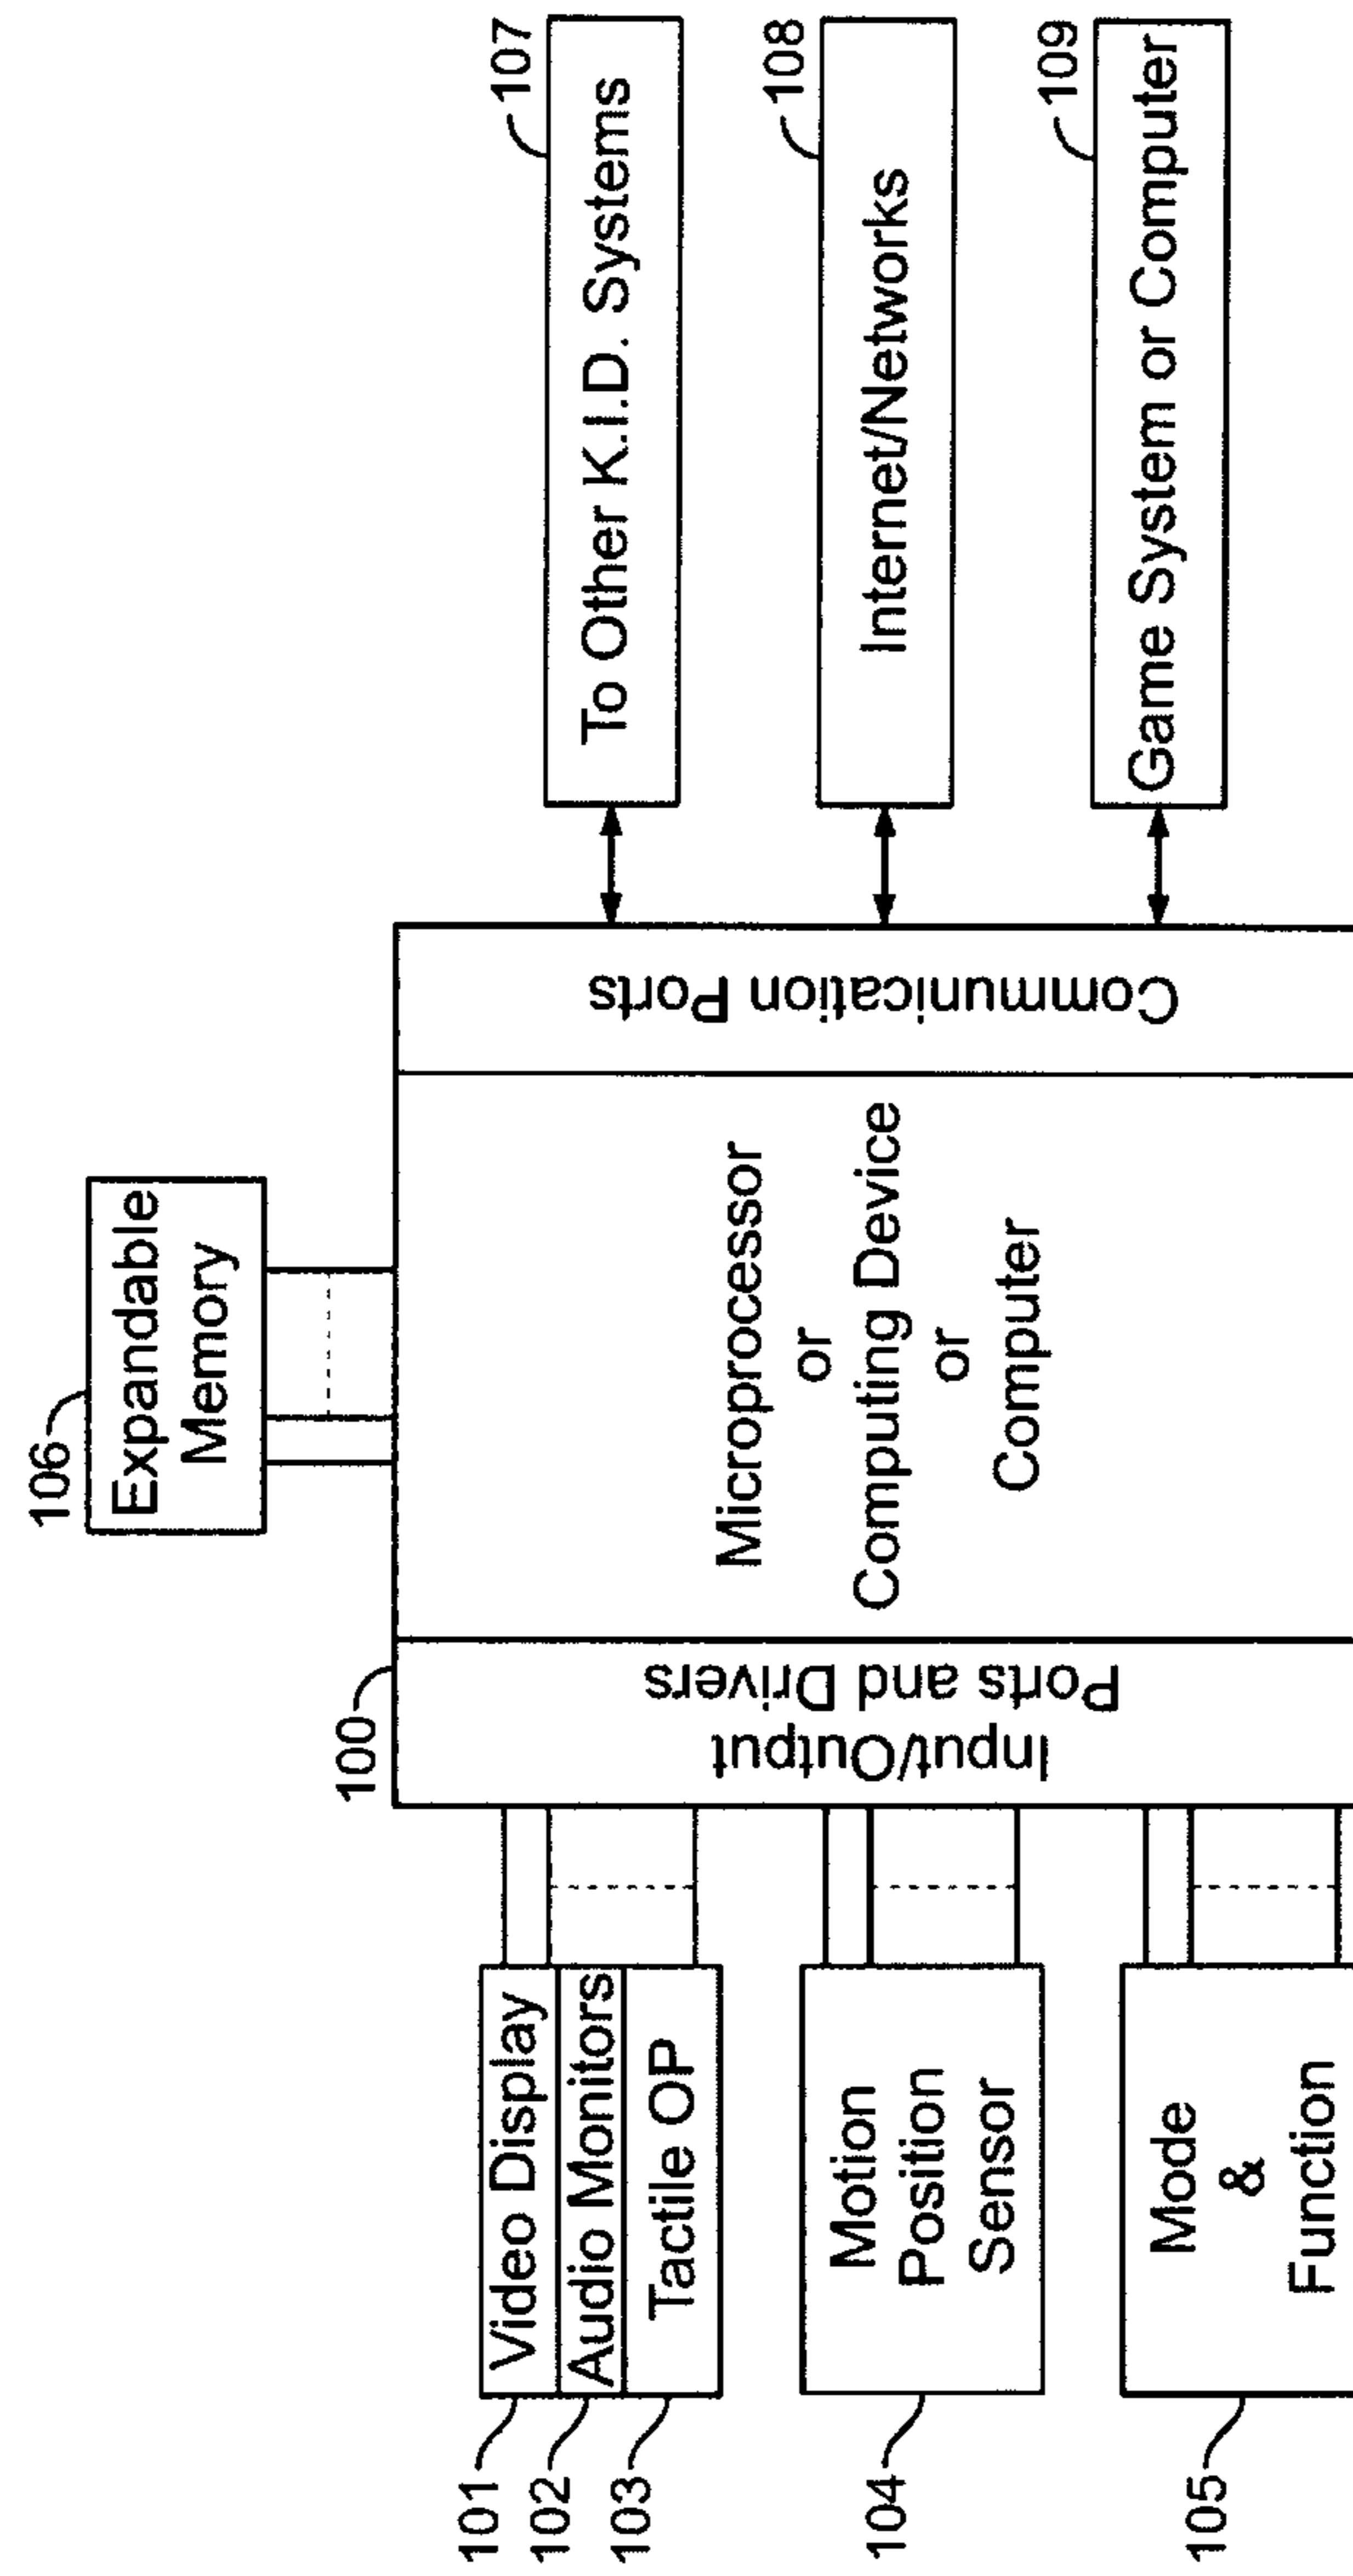 106
Expandable
Memory
100
101
Video Display
102
Audio Monitors
103
Tactile OP
104
Motion
Position
Sensor
105
Mode
&
Function
Input/Output
Ports and Drivers
Microprocessor
or
Computing Device
or
Computer
Communication Ports
107
To Other K.I.D. Systems
108
Internet/Networks
109
Game System or Computer